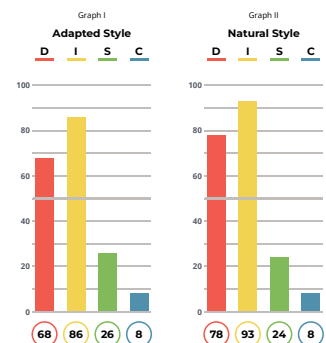 Graph I
Adapted Style
D I S C
100
80
60
40
20
0
68 86 26 8
Graph II
Natural Style
D I S C
100
80
60
40
20
0
78 93 24 8